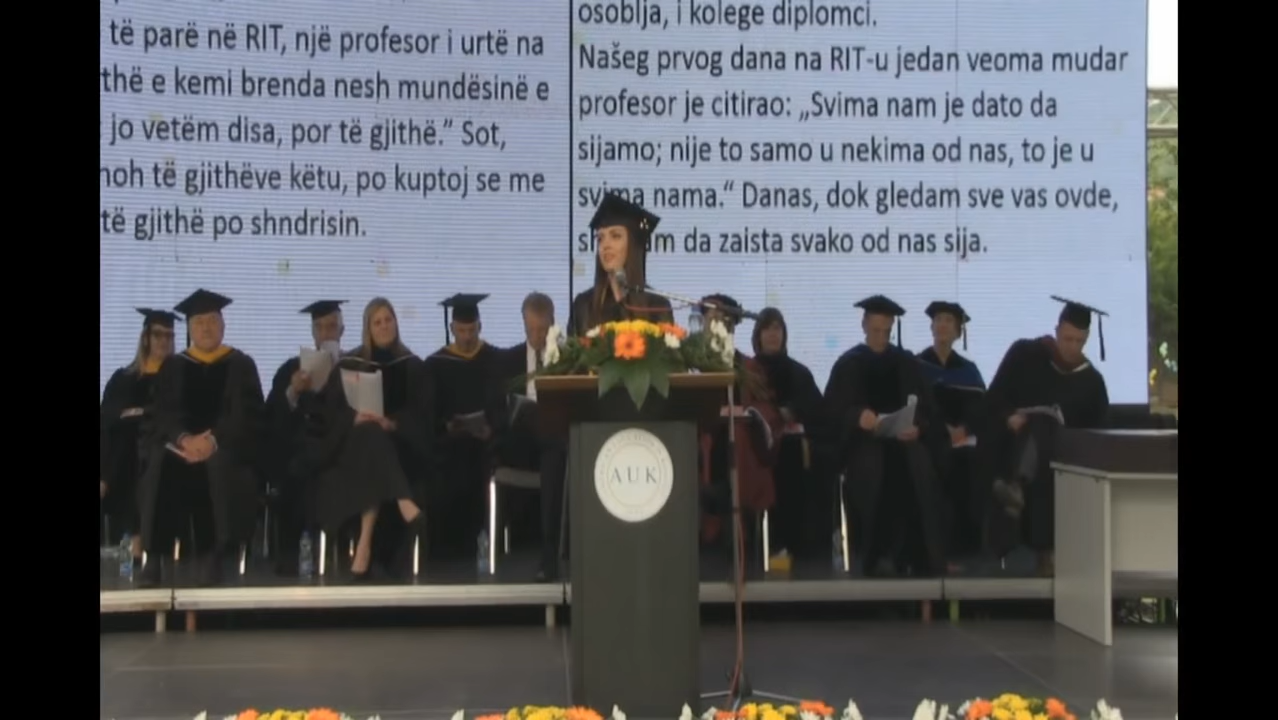 të parë në RIT, një profesor i urtë na
thë e kemi brenda nesh mundësinë e
jo vetëm disa, por të gjithë.” Sot,
të gjithëve këtu, po kuptoj se me
të gjithë po shndrisin.
osoblja, i kolege diplomci.
Našeg prvog dana na RIT-u jedan veoma mudar
profesor je citirao: „Svima nam je dato da
sijamo; nije to samo u nekima od nas, to je u
svima nama.“ Danas, dok gledam sve vas ovde,
da zaista svako od nas sija.
AUK